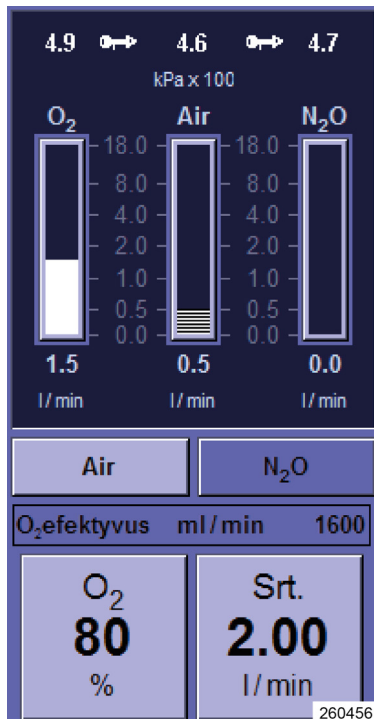 4.9 4.6 4.7
kPa x 100
O₂ Air N₂O
18.0 18.0
8.0 8.0
4.0 4.0
2.0 2.0
1.0 1.0
0.5 0.5
0.0 0.0
1.5 0.5 0.0
l / min l / min l / min
Air N₂O
O₂efektyvus ml / min 1600
O₂ Srt.
80 2.00
% l / min
260456